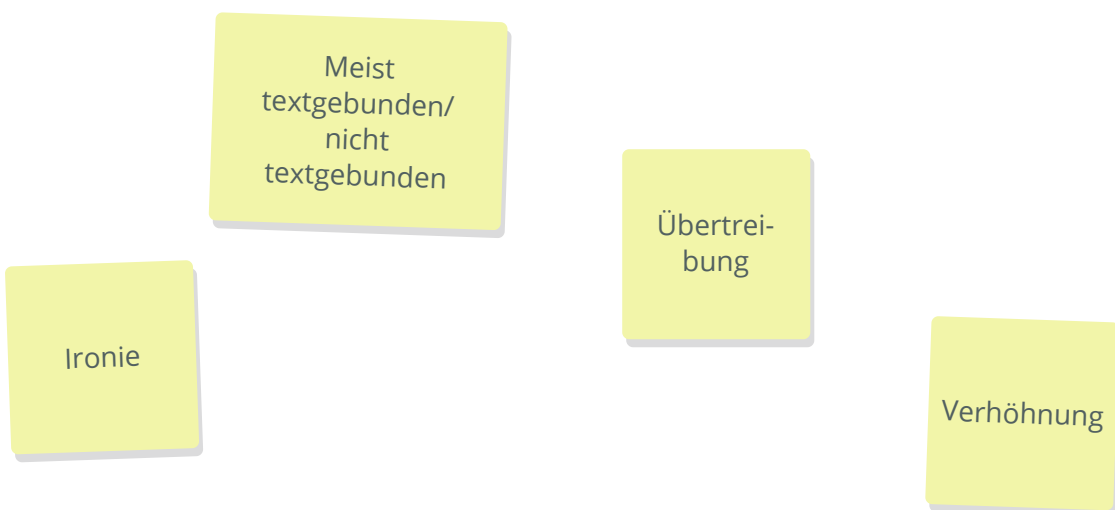 Meist
textgebunden/
nicht
textgebunden
Übertrei-
bung
Ironie
Verhöhnung